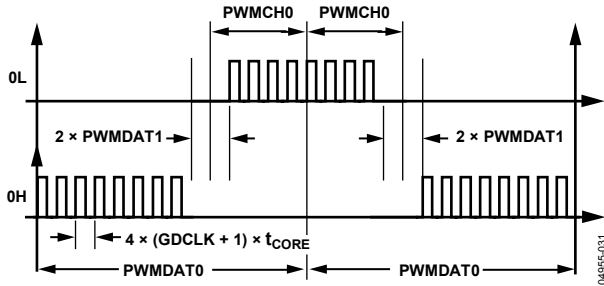 PWMCH0 PWMCH0
0L
2 × PWMDAT1 2 × PWMDAT1
0H
4 × (GDCLK + 1) × tCORE
PWMDAT0 PWMDAT0
04955-031